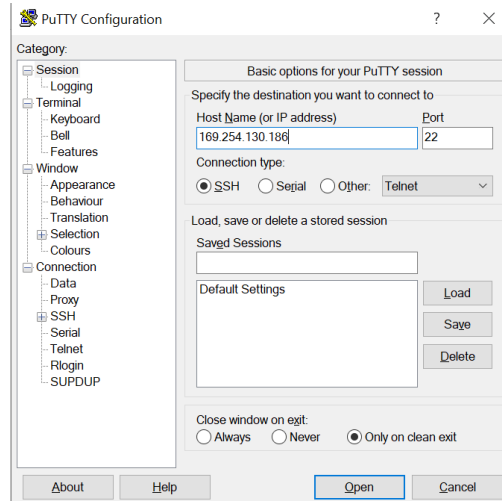 PuTTY Configuration
? 
Category:
Session
Logging
Terminal
Keyboard
Bell
Features
Window
Appearance
Behaviour
Translation
Selection
Colours
Connection
Data
Proxy
SSH
Serial
Telnet
Rlogin
SUPDUP
Basic options for your PuTTY session
Specify the destination you want to connect to
Host Name (or IP address) Port
169.254.130.186 22
Connection type:
SSH Serial Other: Telnet
Load, save or delete a stored session
Saved Sessions
Default Settings
Load
Save
Delete
Close window on exit:
Always Never Only on clean exit
About Help Open Cancel